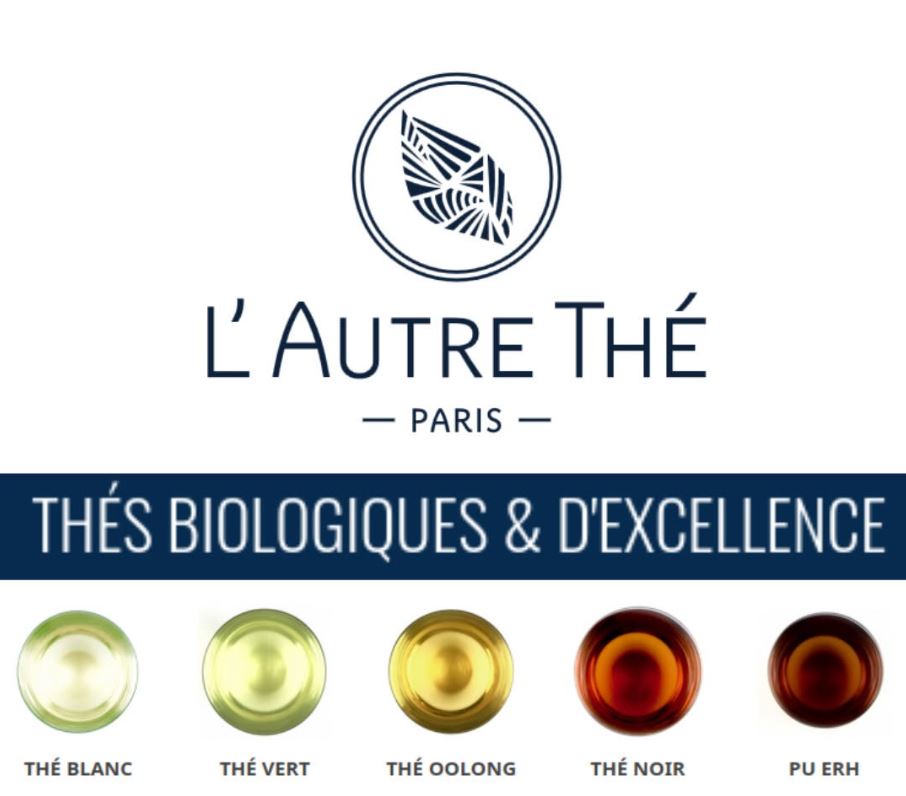 L' AUTRE THÉ
— PARIS —
THÉS BIOLOGIQUES & D'EXCELLENCE
THÉ BLANC THÉ VERT THÉ OOLONG THÉ NOIR PU ERH